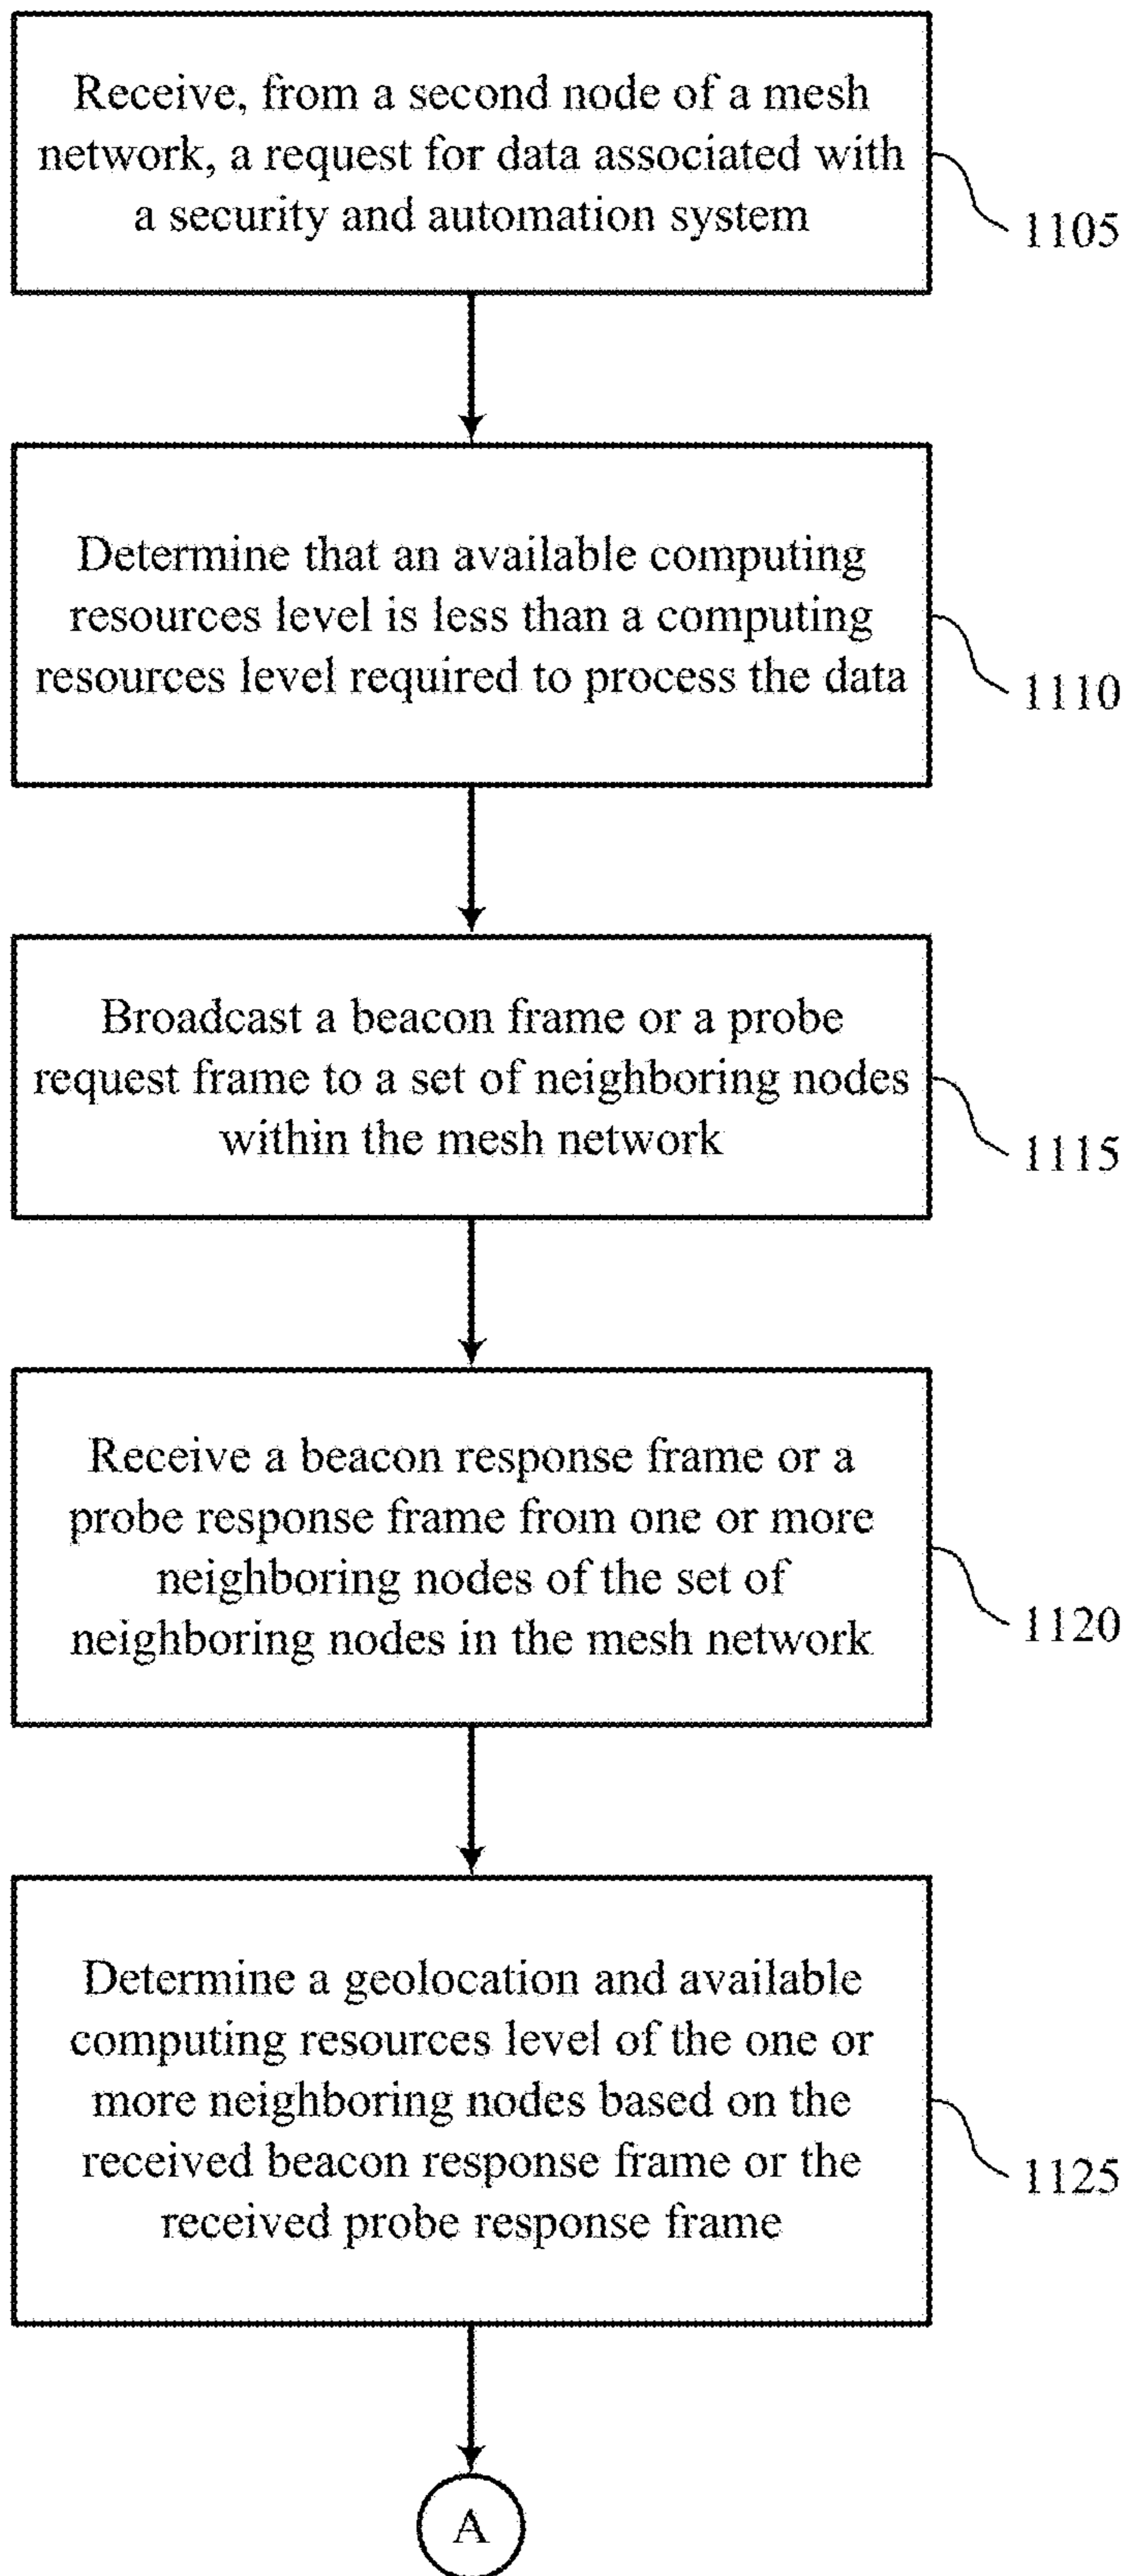 Receive, from a second node of a mesh
network, a request for data associated with
a security and automation system
1105
Determine that an available computing
resources level is less than a computing
resources level required to process the data
1110
Broadcast a beacon frame or a probe
request frame to a set of neighboring nodes
within the mesh network
1115
Receive a beacon response frame or a
probe response frame from one or more
neighboring nodes of the set of
neighboring nodes in the mesh network
1120
Determine a geolocation and available
computing resources level of the one or
more neighboring nodes based on the
received beacon response frame or the
received probe response frame
1125
A